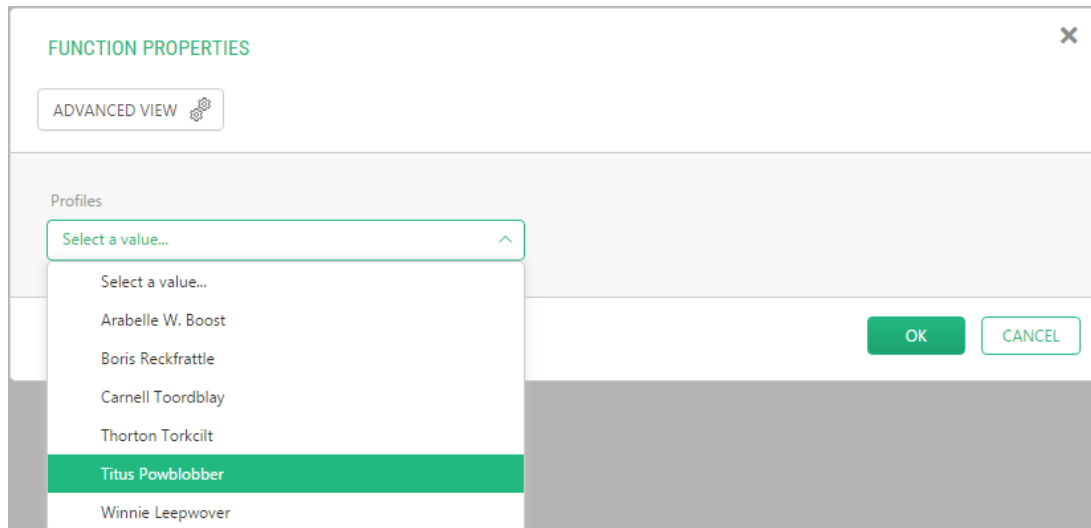 FUNCTION PROPERTIES
ADVANCED VIEW
Profiles
Select a value...
Select a value...
Arabelle W. Boost
Boris Reckfrattle
Carnell Toordblay
Thorton Torkcilt
Titus Powblobber
Winnie Leepwover
OK CANCEL